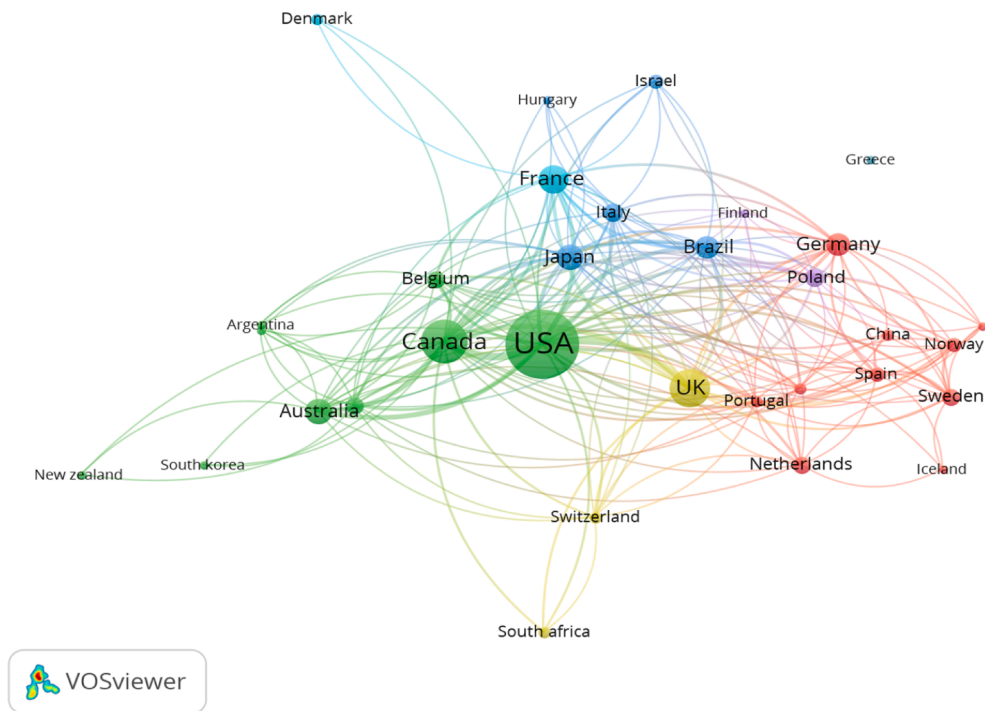 Denmark
Israel
Hungary
Greece
France
Italy
Finland
Germany
Japan
Brazil
Poland
Belgium
Argentina
China
Canada
USA
Norway
Spain
UK
Portugal
Sweden
Australia
Netherlands
South korea
Iceland
New zealand
Switzerland
South africa
VOSviewer